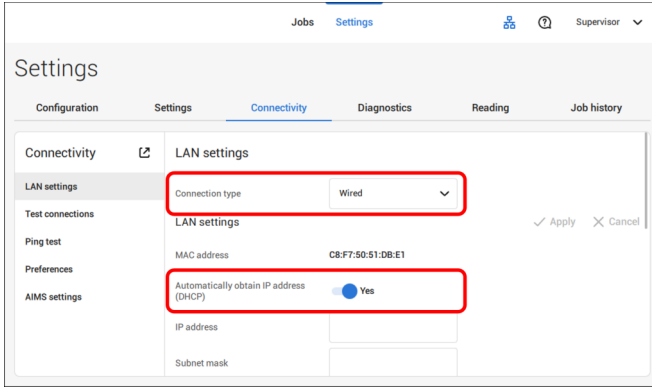 Jobs Settings Supervisor
Settings
Configuration Settings Connectivity Diagnostics Reading Job history
Connectivity
LAN settings
Test connections
Ping test
Preferences
AIMS settings
LAN settings
Connection type Wired
LAN settings Apply Cancel
MAC address C8:F7:50:51:DB:E1
Automatically obtain IP address
(DHCP) Yes
IP address
Subnet mask